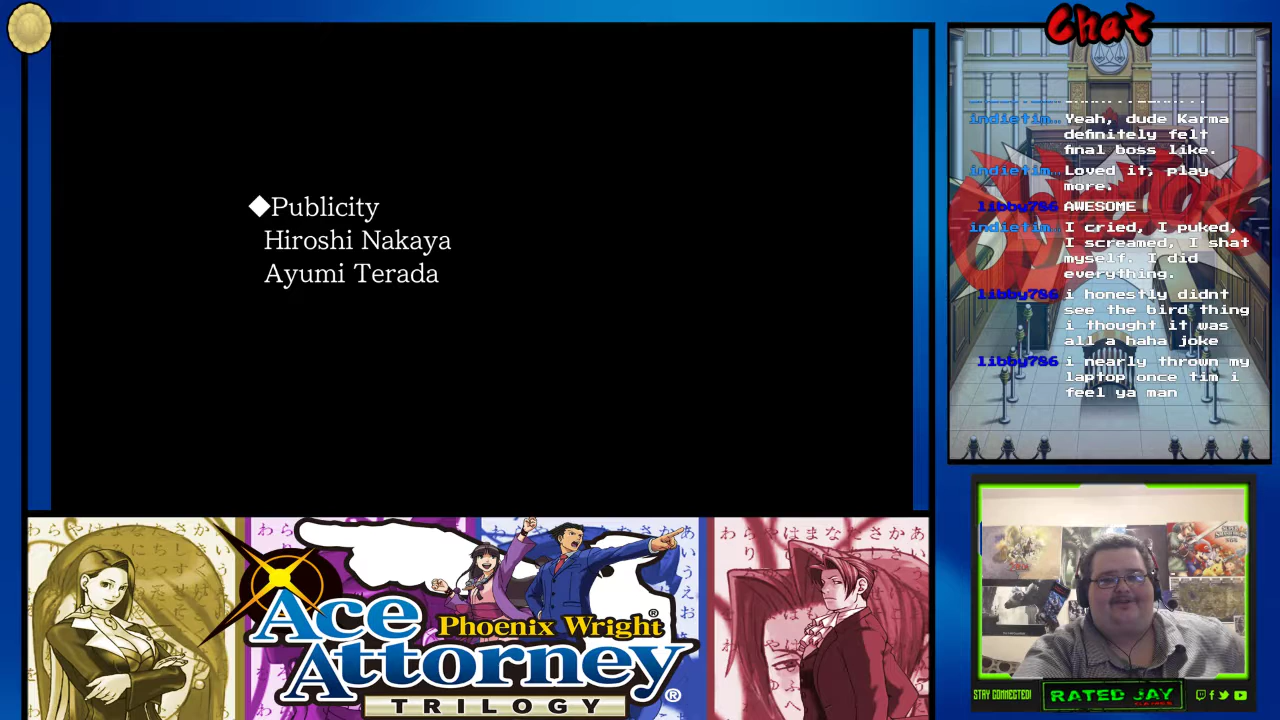 ◆Publicity
Hiroshi Nakaya
Ayumi Terada
Chat
indietim… Yeah, dude Karma
definitely felt
final boss like.
indietim… Loved it, play
more.
libby786 AWESOME
indietim… I cried, I puked,
I screamed, I shat
myself. I did
everything.
libby786 i honestly didnt
see the bird thing
i thought it was
all a haha joke
libby786 i nearly thrown my
laptop once tim i
feel ya man
Phoenix Wright®
Ace
Attorney®
TRILOGY
STAY CONNECTED!
RATED JAY
GAMES